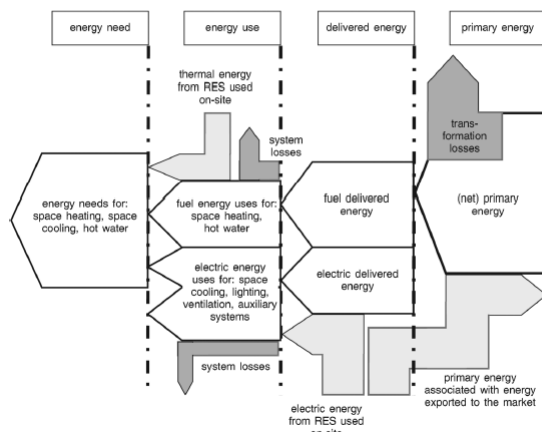 energy need
energy use
delivered energy
primary energy
thermal energy
from RES used
on-site
system
losses
trans-
formation
losses
energy needs for:
space heating, space
cooling, hot water
fuel energy uses for:
space heating,
hot water
fuel delivered
energy
(net) primary
energy
electric energy
uses for: space
cooling, lighting,
ventilation, auxiliary
systems
electric delivered
energy
system losses
primary energy
associated with energy
exported to the market
electric energy
from RES used
on-site